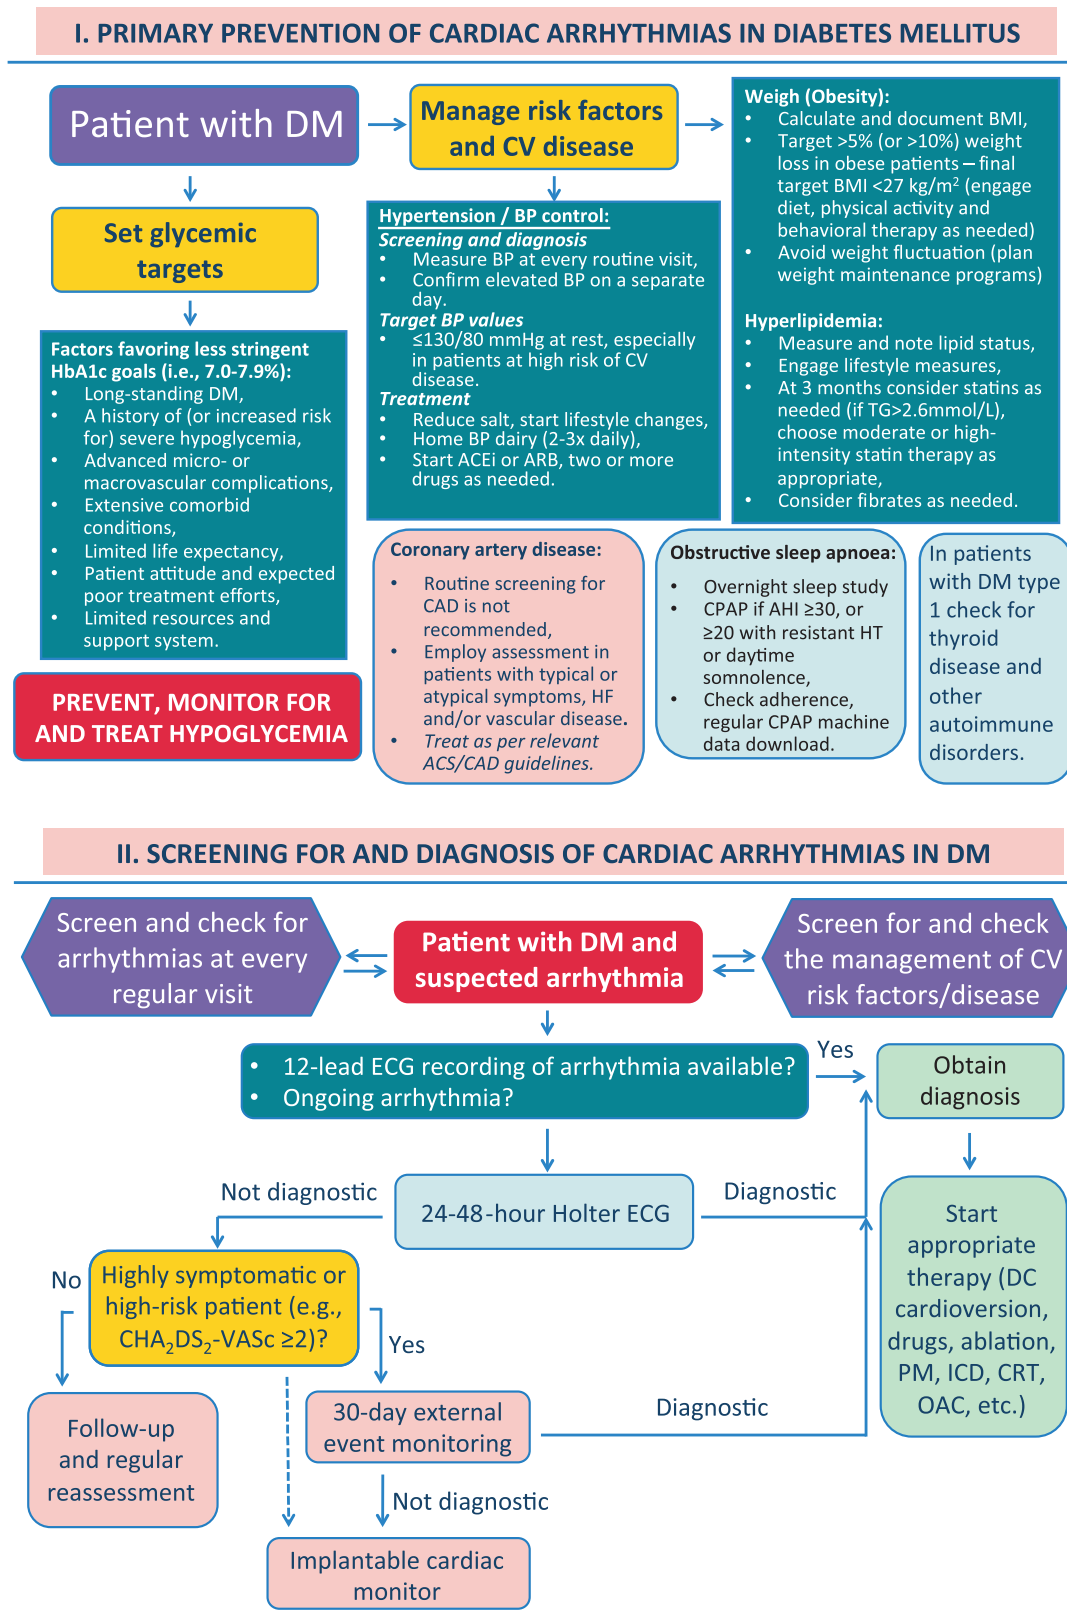 I. PRIMARY PREVENTION OF CARDIAC ARRHYTHMIAS IN DIABETES MELLITUS
Patient with DM
Manage risk factors
and CV disease
Set glycemic
targets
Factors favoring less stringent
HbA1c goals (i.e., 7.0-7.9%):
• Long-standing DM,
• A history of (or increased risk
for) severe hypoglycemia,
• Advanced micro- or
macrovascular complications,
• Extensive comorbid
conditions,
• Limited life expectancy,
• Patient attitude and expected
poor treatment efforts,
• Limited resources and
support system.
PREVENT, MONITOR FOR
AND TREAT HYPOGLYCEMIA
Hypertension / BP control:
Screening and diagnosis
• Measure BP at every routine visit,
• Confirm elevated BP on a separate
day.
Target BP values
• ≤130/80 mmHg at rest, especially
in patients at high risk of CV
disease.
Treatment
• Reduce salt, start lifestyle changes,
• Home BP dairy (2-3x daily),
• Start ACEi or ARB, two or more
drugs as needed.
Weigh (Obesity):
• Calculate and document BMI,
• Target >5% (or >10%) weight
loss in obese patients – final
target BMI <27 kg/m² (engage
diet, physical activity and
behavioral therapy as needed)
• Avoid weight fluctuation (plan
weight maintenance programs)
Hyperlipidemia:
• Measure and note lipid status,
• Engage lifestyle measures,
• At 3 months consider statins as
needed (if TG>2.6mmol/L),
choose moderate or high-
intensity statin therapy as
appropriate,
• Consider fibrates as needed.
Coronary artery disease:
• Routine screening for
CAD is not
recommended,
• Employ assessment in
patients with typical or
atypical symptoms, HF
and/or vascular disease.
• Treat as per relevant
ACS/CAD guidelines.
Obstructive sleep apnoea:
• Overnight sleep study
• CPAP if AHI ≥30, or
≥20 with resistant HT
or daytime
somnolence,
• Check adherence,
regular CPAP machine
data download.
In patients
with DM type
1 check for
thyroid
disease and
other
autoimmune
disorders.
II. SCREENING FOR AND DIAGNOSIS OF CARDIAC ARRHYTHMIAS IN DM
Screen and check for
arrhythmias at every
regular visit
Patient with DM and
suspected arrhythmia
Screen for and check
the management of CV
risk factors/disease
• 12-lead ECG recording of arrhythmia available?
• Ongoing arrhythmia?
Yes
Obtain
diagnosis
Not diagnostic
24-48-hour Holter ECG
Diagnostic
Start
appropriate
therapy (DC
cardioversion,
drugs, ablation,
PM, ICD, CRT,
OAC, etc.)
No
Highly symptomatic or
high-risk patient (e.g.,
CHA₂DS₂-VASc ≥2)?
Yes
Follow-up
and regular
reassessment
30-day external
event monitoring
Diagnostic
Not diagnostic
Implantable cardiac
monitor